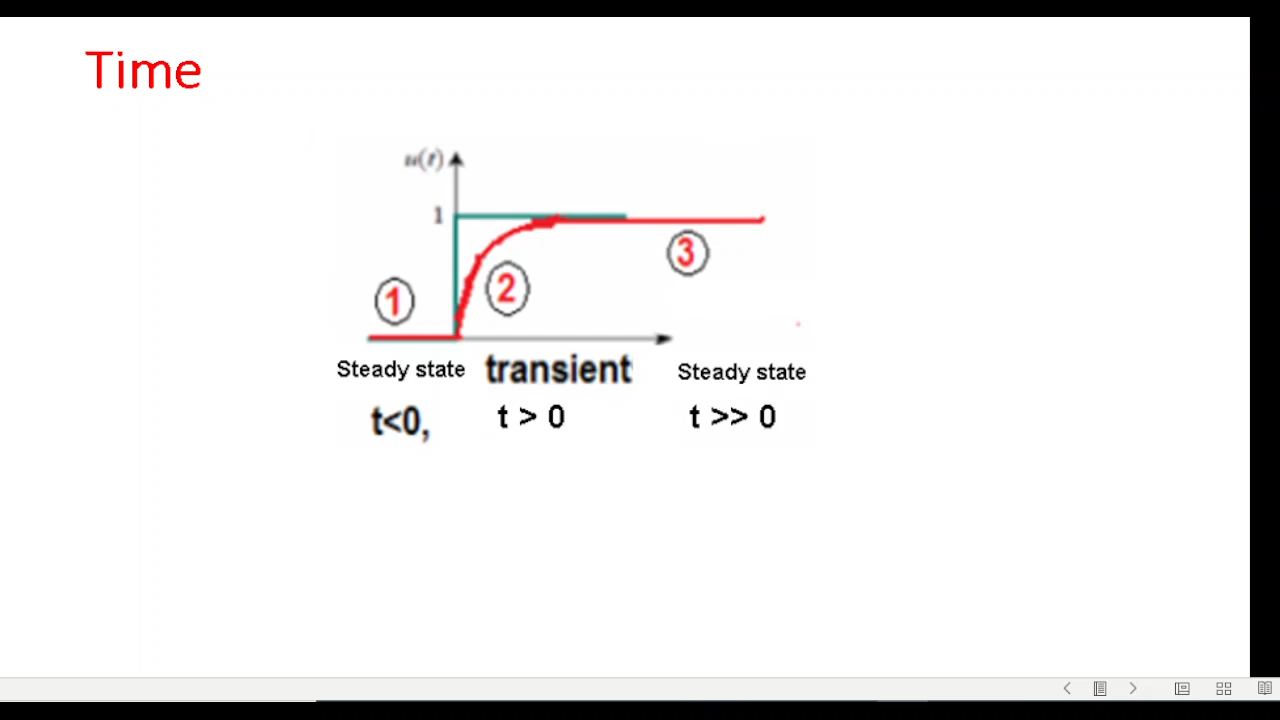 Time
u(t)
1
3
2
1
Steady state transient Steady state
t<0, t > 0 t >> 0